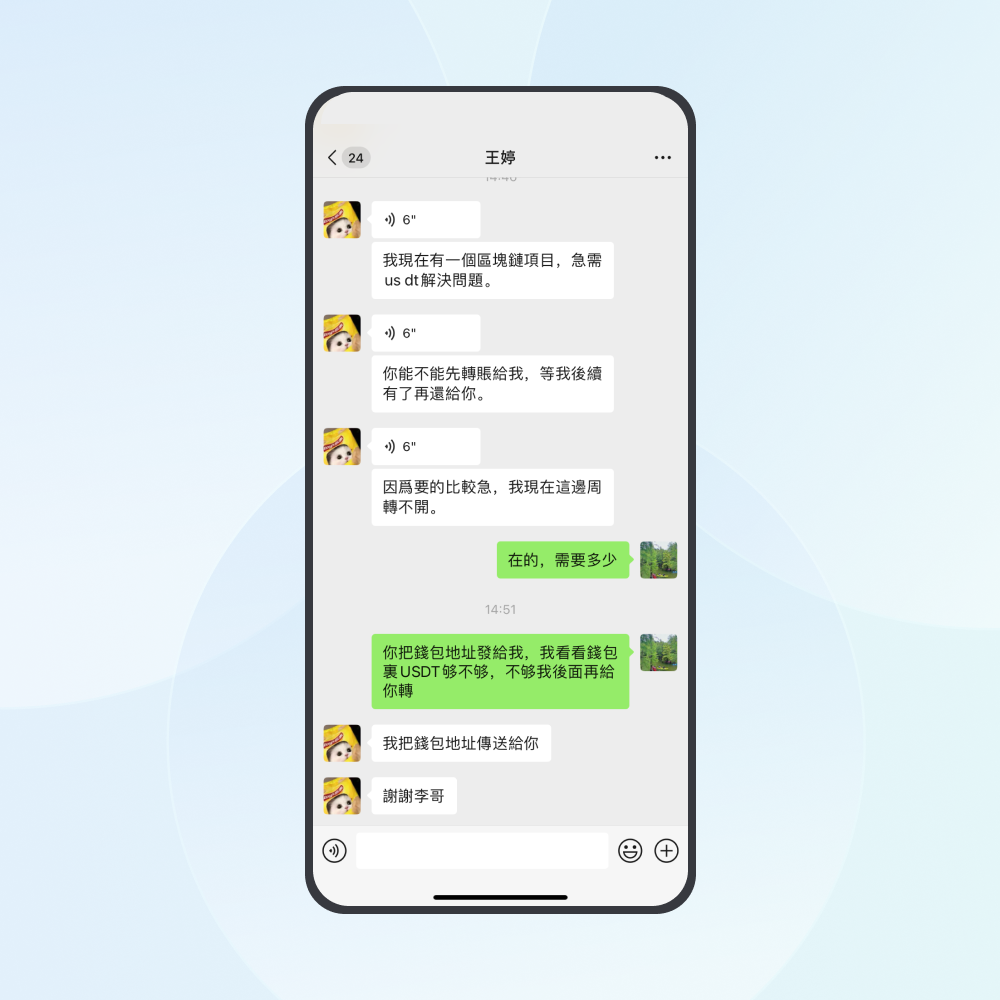 24
王婷
6"
我現在有一個區塊鏈項目，急需
us dt解決問題。
6"
你能不能先轉賬給我，等我後續
有了再還給你。
6"
因爲要的比較急，我現在這邊周
轉不開。
在的，需要多少
14:51
你把錢包地址發給我，我看看錢包
裏USDT够不够，不够我後面再給
你轉
我把錢包地址傳送給你
謝謝李哥